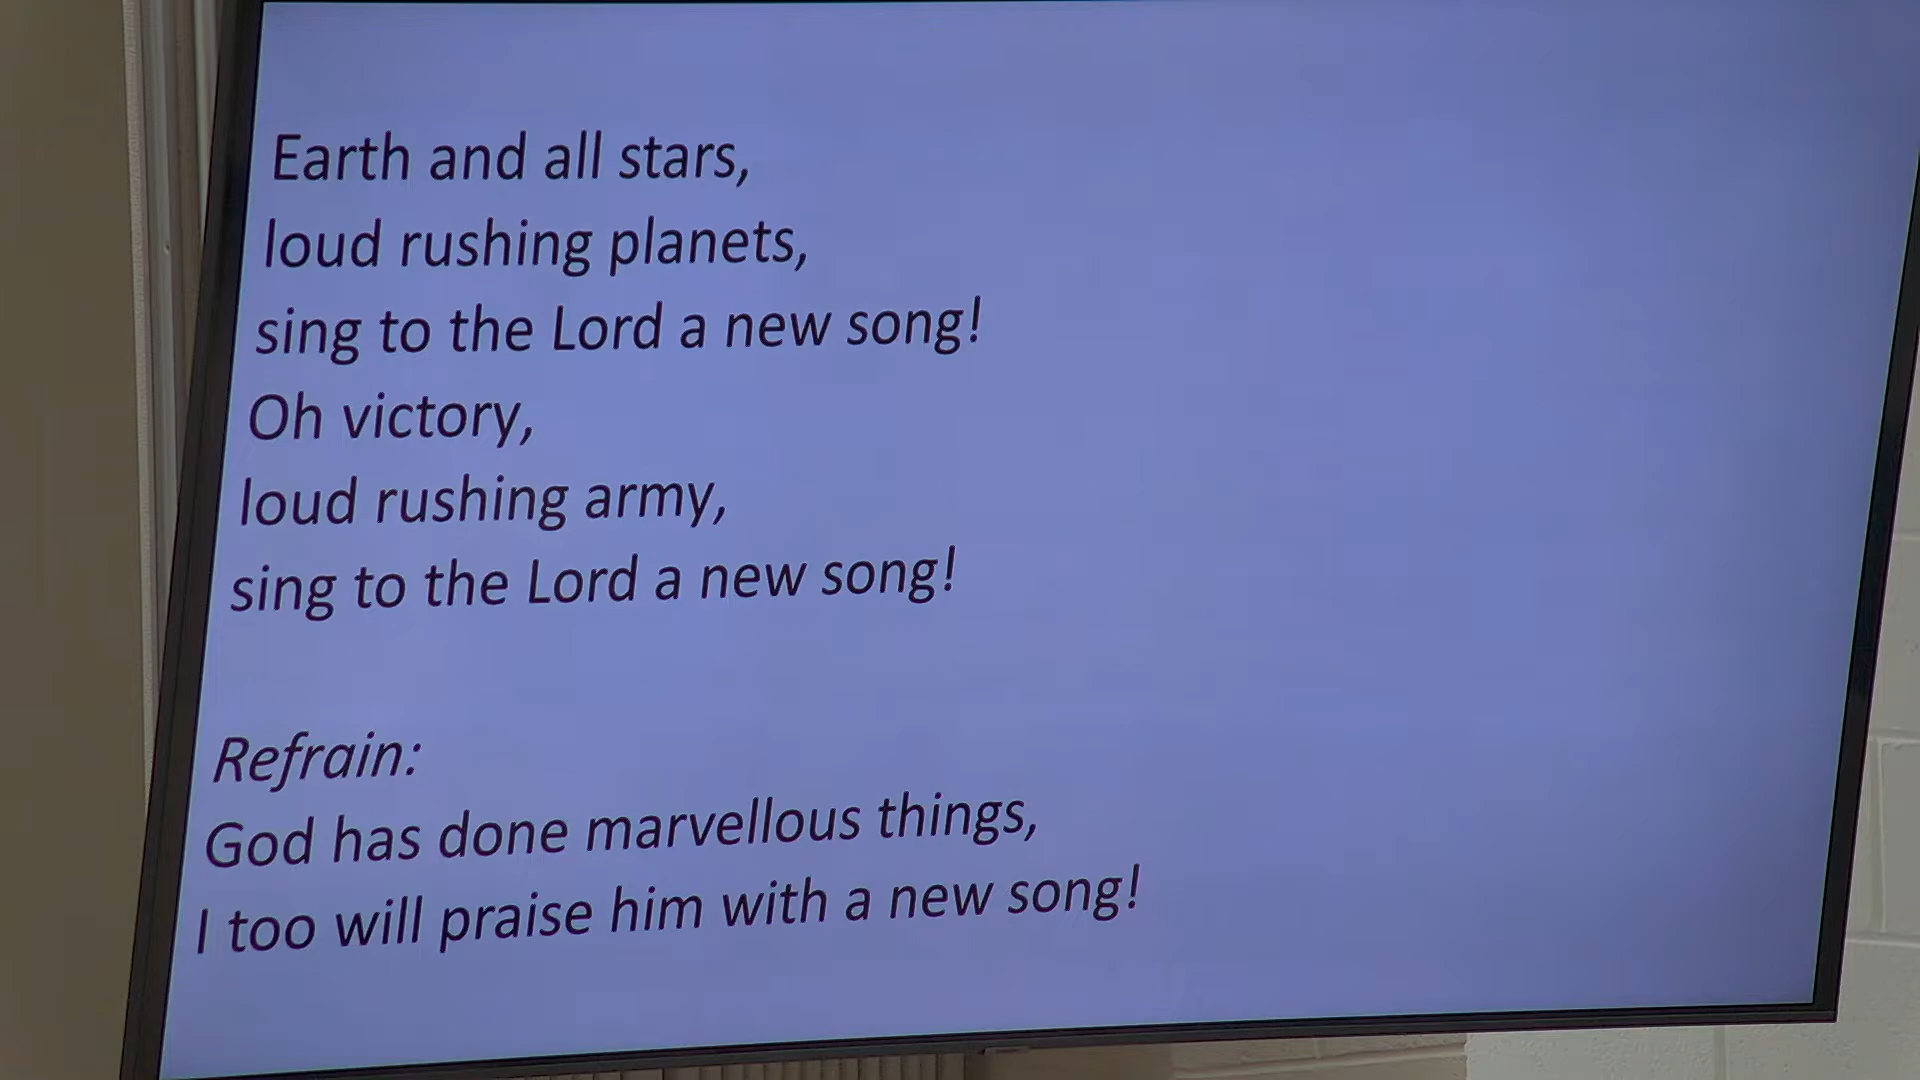 Earth and all stars,
loud rushing planets,
sing to the Lord a new song!
Oh victory,
loud rushing army,
sing to the Lord a new song!
Refrain:
God has done marvellous things,
I too will praise him with a new song!